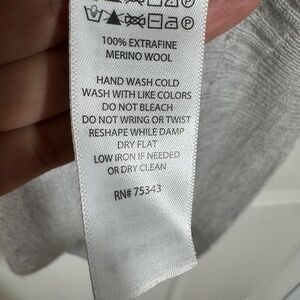 100% EXTRAFINE
MERINO WOOL
HAND WASH COLD
WASH WITH LIKE COLORS
DO NOT BLEACH
DO NOT WRING OR TWIST
RESHAPE WHILE DAMP
DRY FLAT
LOW IRON IF NEEDED
OR DRY CLEAN
RN# 75343